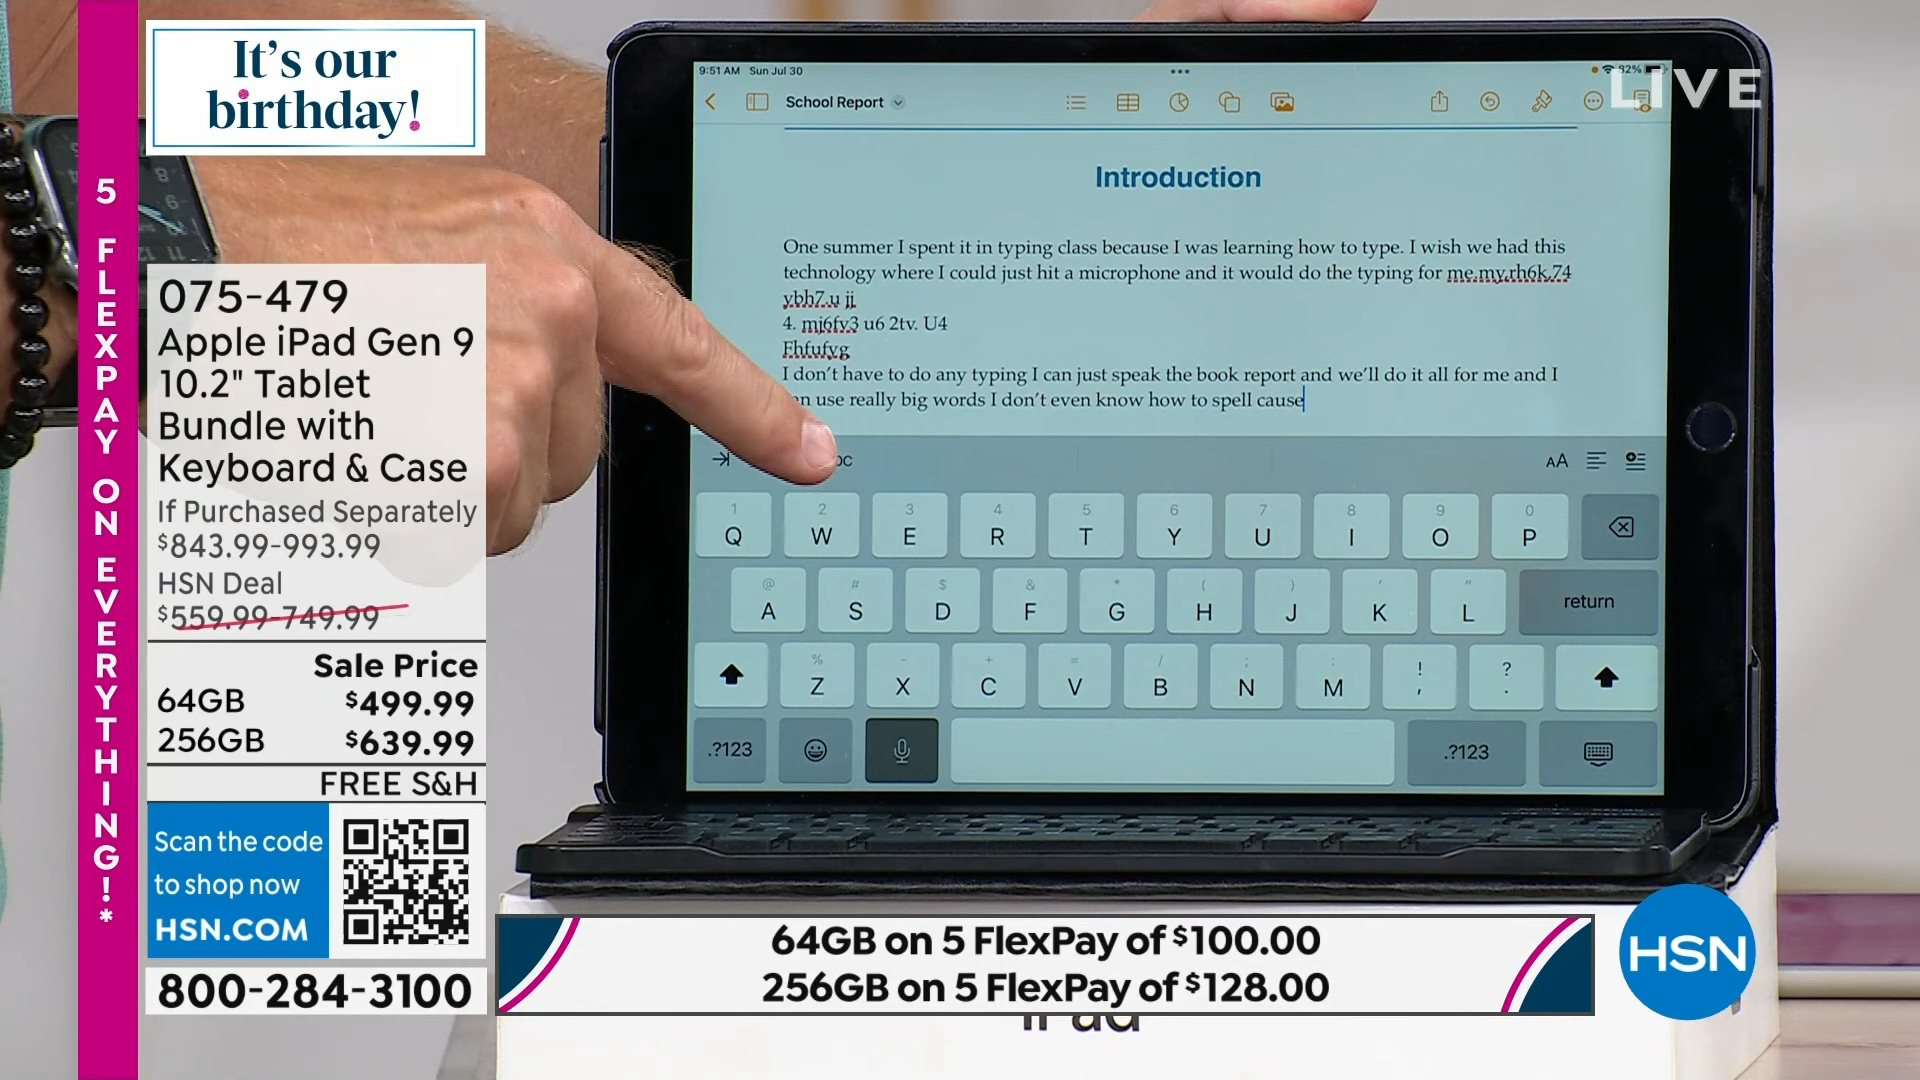 It's our
birthday!
5 FLEXPAY ON EVERYTHING!*
075-479
Apple iPad Gen 9
10.2" Tablet
Bundle with
Keyboard & Case
If Purchased Separately
$843.99-993.99
HSN Deal
$559.99-749.99
Sale Price
64GB $499.99
256GB $639.99
FREE S&H
Scan the code
to shop now
HSN.COM
800-284-3100
9:51 AM Sun Jul 30
82%
LIVE
School Report
Introduction
One summer I spent it in typing class because I was learning how to type. I wish we had this
technology where I could just hit a microphone and it would do the typing for me.my.rh6k.74
ybh7.u jj
4. mj6fy3 u6 2tv. U4
Fhfufyg
I don't have to do any typing I can just speak the book report and we'll do it all for me and I
use really big words I don't even know how to spell cause
AA
1 2 3 4 5 6 7 8 9 0
Q W E R T Y U I O P
@ # $ & * ( ) ' "
A S D F G H J K L return
% - + = / ; : ! ?
Z X C V B N M , .
.?123 .?123
64GB on 5 FlexPay of $100.00
256GB on 5 FlexPay of $128.00
HSN
iPad